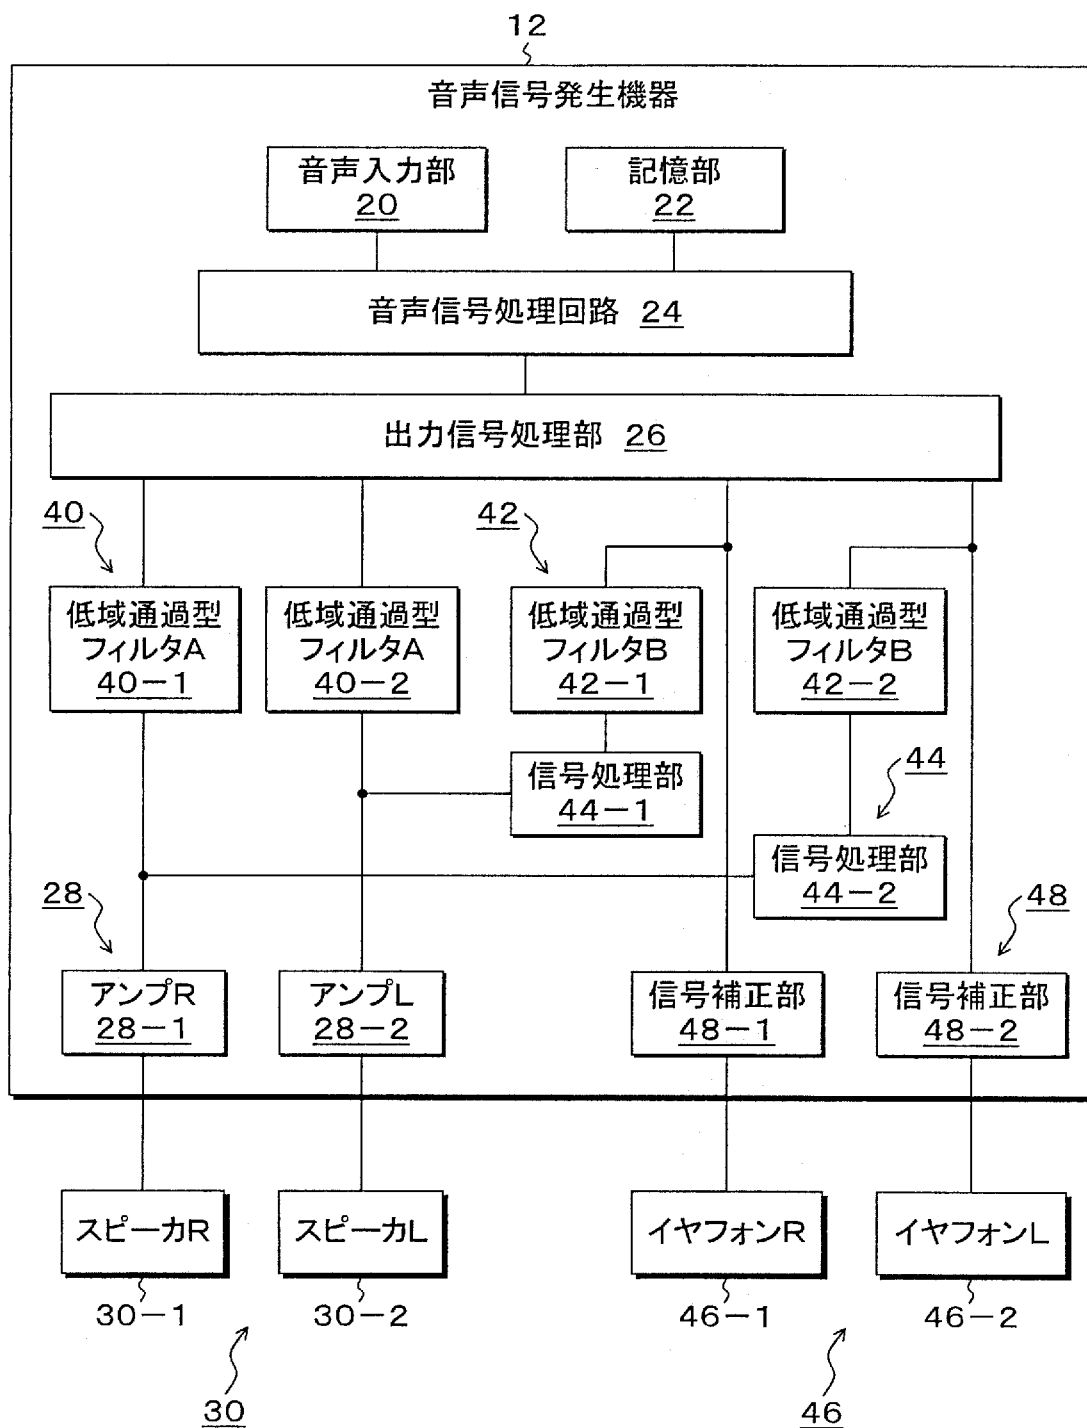 12
音声信号発生機器
音声入力部
20
記憶部
22
音声信号処理回路 24
出力信号処理部 26
40
42
低域通過型
フィルタA
40-1
低域通過型
フィルタA
40-2
低域通過型
フィルタB
42-1
低域通過型
フィルタB
42-2
信号処理部
44-1
44
信号処理部
44-2
28
48
アンプR
28-1
アンプL
28-2
信号補正部
48-1
信号補正部
48-2
スピーカR
スピーカL
イヤフォンR
イヤフォンL
30-1
30-2
46-1
46-2
30
46